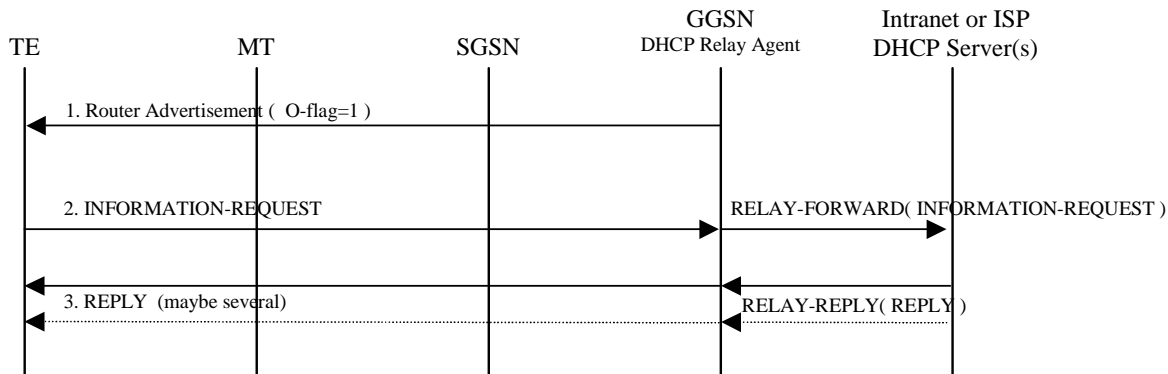 GGSN
Intranet or ISP
TE
MT
SGSN
DHCP Relay Agent
DHCP Server(s)
1. Router Advertisement ( O-flag=1 )
2. INFORMATION-REQUEST
RELAY-FORWARD( INFORMATION-REQUEST )
3. REPLY (maybe several)
RELAY-REPLY( REPLY )